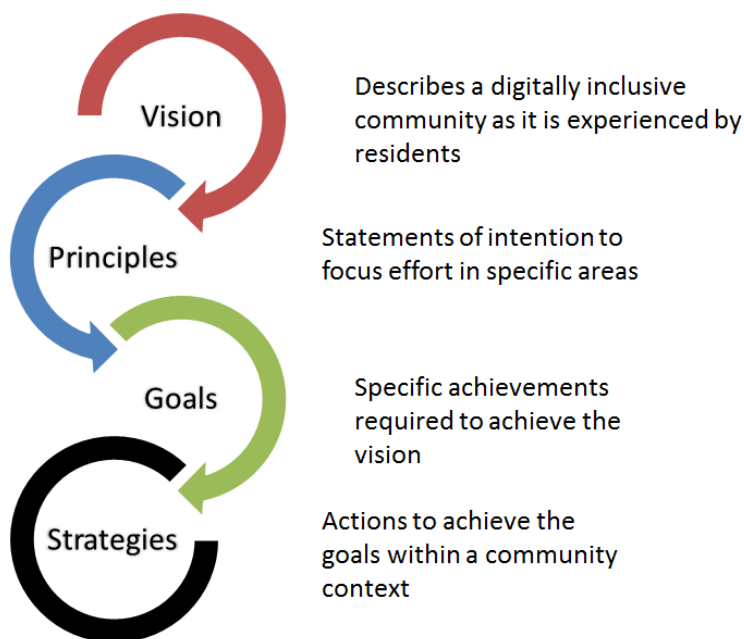 Vision
Describes a digitally inclusive
community as it is experienced by
residents
Principles
Statements of intention to
focus effort in specific areas
Goals
Specific achievements
required to achieve the
vision
Strategies
Actions to achieve the
goals within a community
context